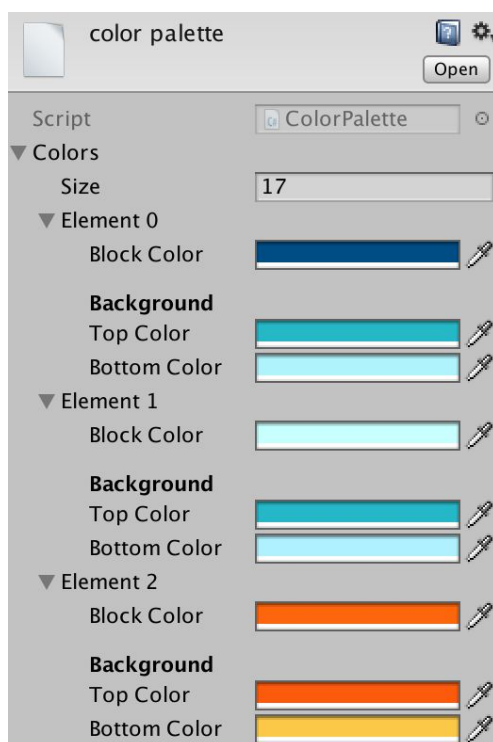 color palette
Open
Script ColorPalette
Colors
Size 17
Element 0
Block Color
Background
Top Color
Bottom Color
Element 1
Block Color
Background
Top Color
Bottom Color
Element 2
Block Color
Background
Top Color
Bottom Color